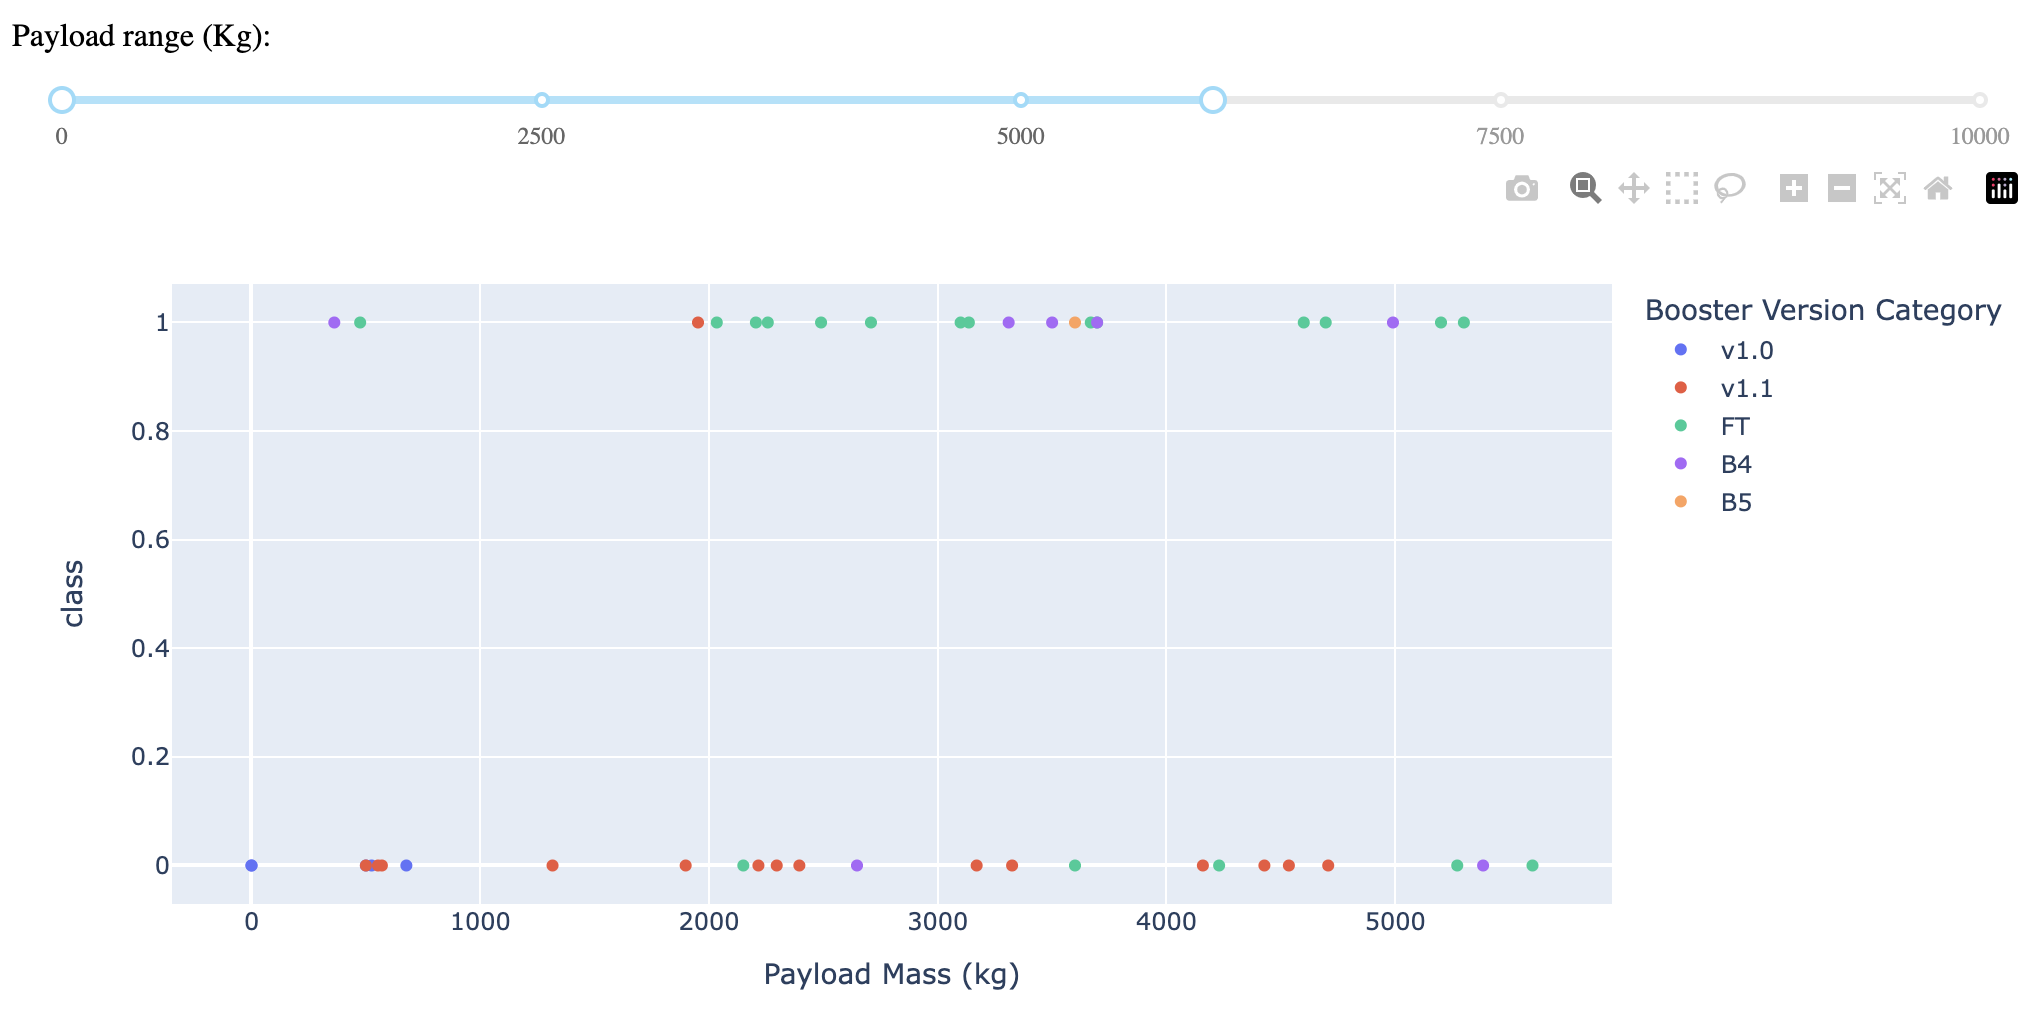 Payload range (Kg):
0 2500 5000 7500 10000
Booster Version Category
v1.0
v1.1
FT
B4
B5
1
0.8
0.6
0.4
0.2
0
class
0 1000 2000 3000 4000 5000
Payload Mass (kg)